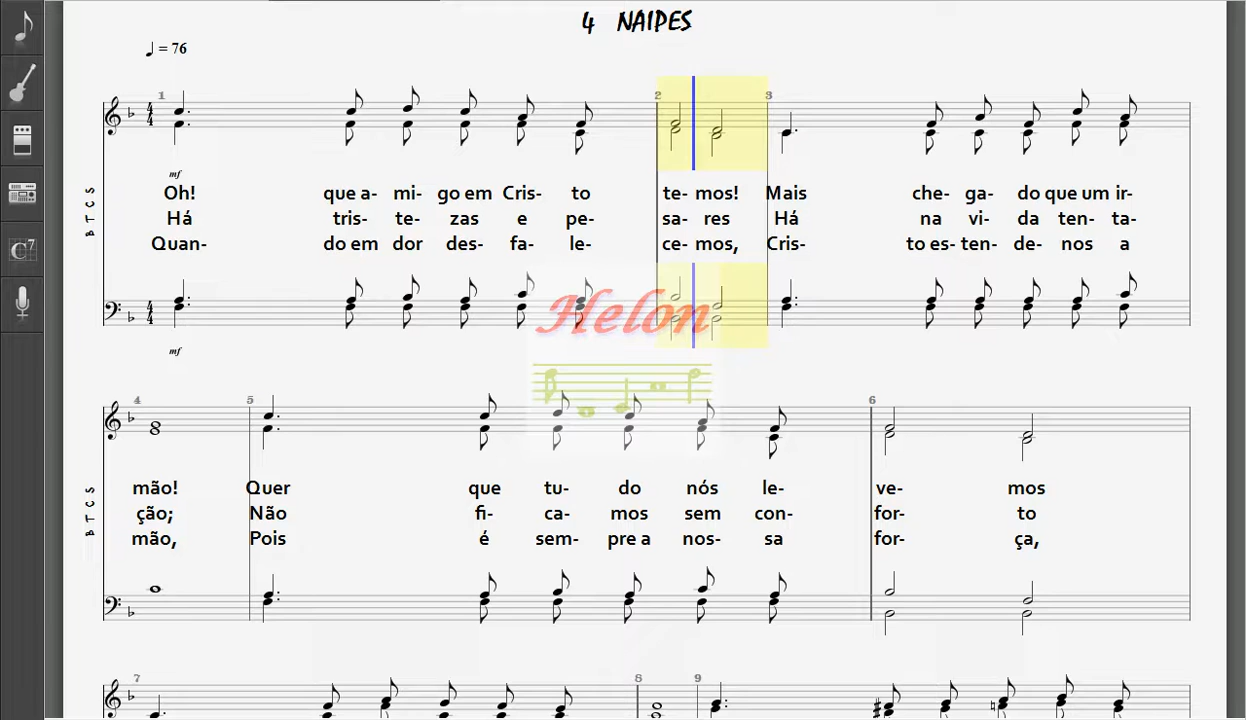 4 NAIPES
= 76
1 2 3
mf
Oh! que a- mi- go em Cris- to te- mos! Mais che- ga- do que um ir-
Há tris- te- zas e pe- sa- res Há na vi- da ten- ta-
Quan- do em dor des- fa- le- ce- mos, Cris- to es- ten- de- nos a
B T C S
Helon
mf
4 5 6
mão! Quer que tu- do nós le- ve- mos
ção; Não fi- ca- mos sem con- for- to
mão, Pois é sem- pre a nos- sa for- ça,
B T C S
7 8 9
C7